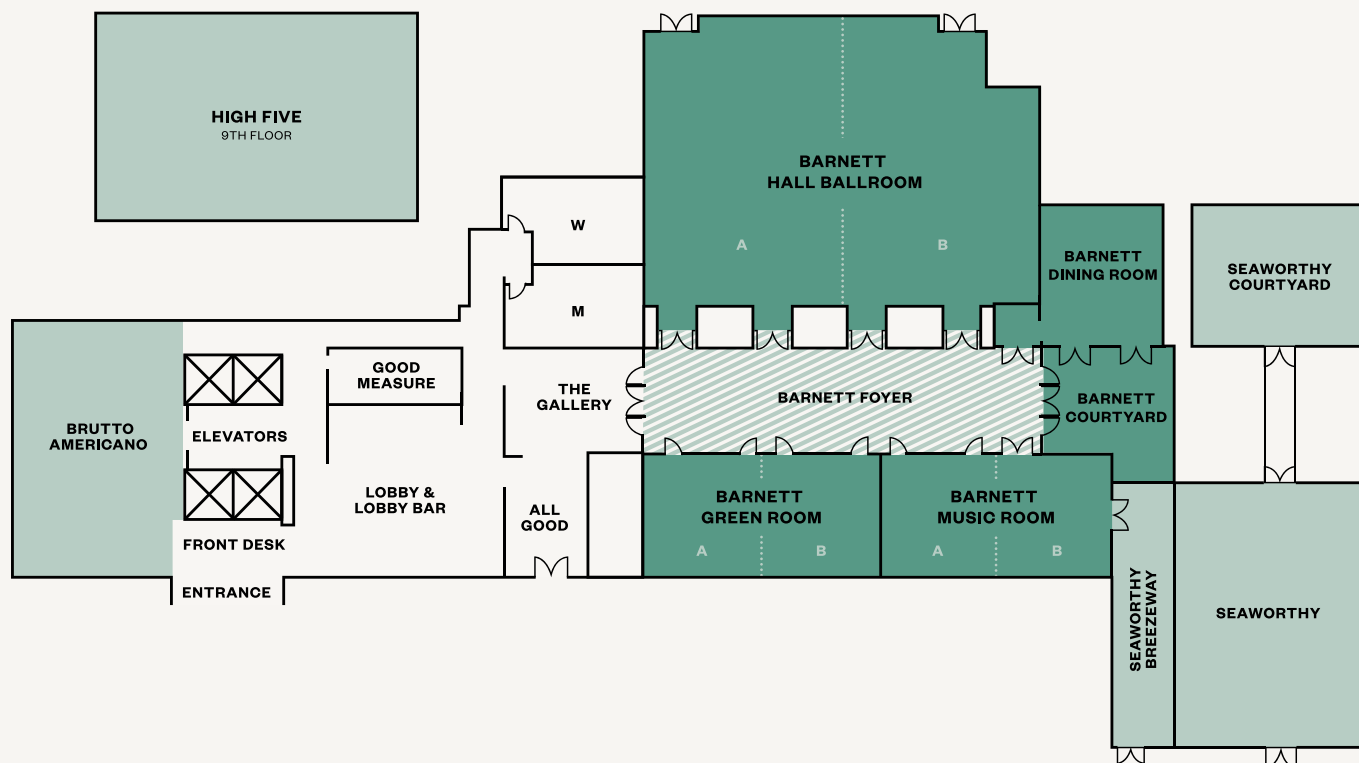 HIGH FIVE
9TH FLOOR
BARNETT
HALL BALLROOM
A
B
W
M
BARNETT
DINING ROOM
SEAWORTHY
COURTYARD
GOOD
MEASURE
THE
GALLERY
BARNETT FOYER
BARNETT
COURTYARD
BRUTTO
AMERICANO
ELEVATORS
LOBBY &
LOBBY BAR
ALL
GOOD
BARNETT
GREEN ROOM
A
B
BARNETT
MUSIC ROOM
A
B
FRONT DESK
ENTRANCE
SEAWORTHY
BREEZEWAY
SEAWORTHY